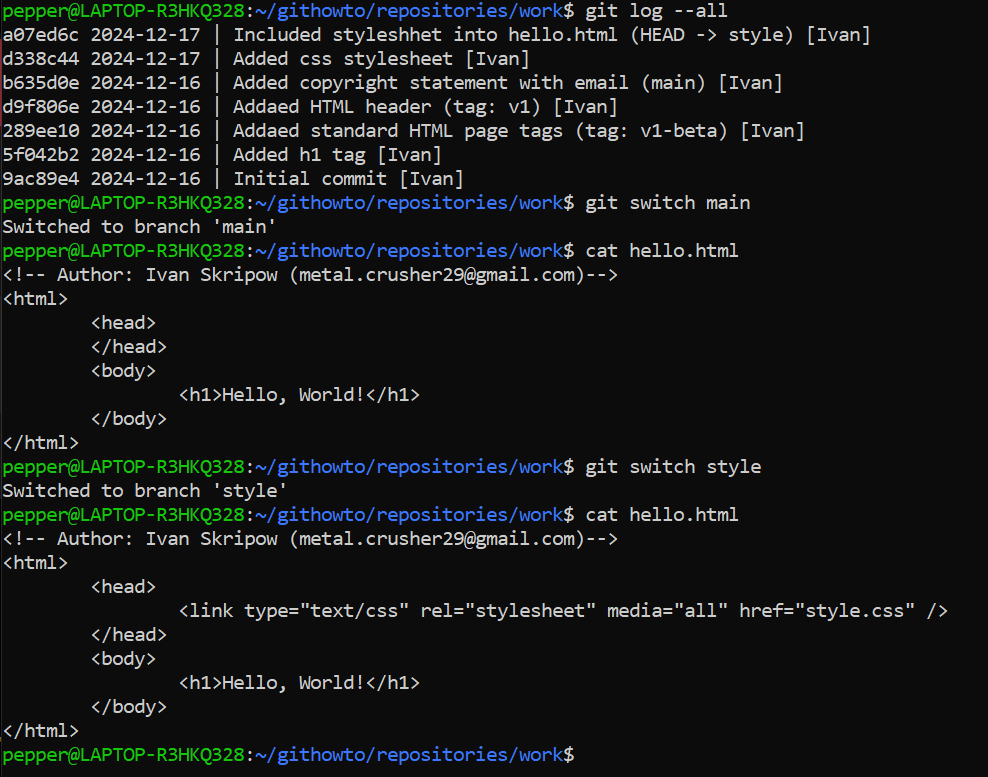 pepper@LAPTOP-R3HKQ328:~/githowto/repositories/work$ git log --all
a07ed6c 2024-12-17 | Included styleshhet into hello.html (HEAD -> style) [Ivan]
d338c44 2024-12-17 | Added css stylesheet [Ivan]
b635d0e 2024-12-16 | Added copyright statement with email (main) [Ivan]
d9f806e 2024-12-16 | Addaed HTML header (tag: v1) [Ivan]
289ee10 2024-12-16 | Addaed standard HTML page tags (tag: v1-beta) [Ivan]
5f042b2 2024-12-16 | Added h1 tag [Ivan]
9ac89e4 2024-12-16 | Initial commit [Ivan]
pepper@LAPTOP-R3HKQ328:~/githowto/repositories/work$ git switch main
Switched to branch 'main'
pepper@LAPTOP-R3HKQ328:~/githowto/repositories/work$ cat hello.html
<!-- Author: Ivan Skripow (metal.crusher29@gmail.com)-->
<html>
        <head>
        </head>
        <body>
                <h1>Hello, World!</h1>
        </body>
</html>
pepper@LAPTOP-R3HKQ328:~/githowto/repositories/work$ git switch style
Switched to branch 'style'
pepper@LAPTOP-R3HKQ328:~/githowto/repositories/work$ cat hello.html
<!-- Author: Ivan Skripow (metal.crusher29@gmail.com)-->
<html>
        <head>
                <link type="text/css" rel="stylesheet" media="all" href="style.css" />
        </head>
        <body>
                <h1>Hello, World!</h1>
        </body>
</html>
pepper@LAPTOP-R3HKQ328:~/githowto/repositories/work$